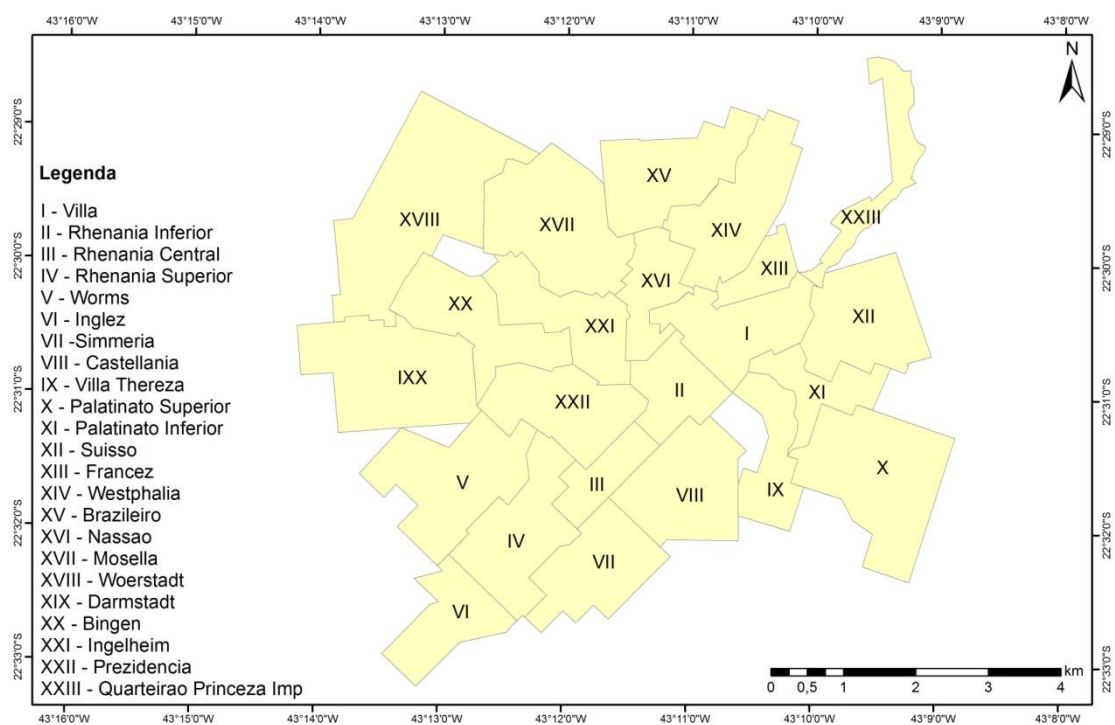 43°16'0"W 43°15'0"W 43°14'0"W 43°13'0"W 43°12'0"W 43°11'0"W 43°10'0"W 43°9'0"W 43°8'0"W
N
22°29'0"S
22°29'0"S
Legenda
I - Villa
II - Rhenania Inferior
III - Rhenania Central
IV - Rhenania Superior
V - Worms
VI - Inglez
VII -Simmeria
VIII - Castellania
IX - Villa Thereza
X - Palatinato Superior
XI - Palatinato Inferior
XII - Suisso
XIII - Francez
XIV - Westphalia
XV - Brazileiro
XVI - Nassao
XVII - Mosella
XVIII - Woerstadt
XIX - Darmstadt
XX - Bingen
XXI - Ingelheim
XXII - Prezidencia
XXIII - Quarteirao Princeza Imp
XV
XVIII
XVII
XIV
XXIII
XIII
XVI
XX
XXI
I
XII
IXX
XXII
II
XI
V
III
VIII
IX
X
IV
VII
VI
22°30'0"S
22°30'0"S
22°31'0"S
22°31'0"S
22°32'0"S
22°32'0"S
22°33'0"S
22°33'0"S
km
0 0,5 1 2 3 4
43°16'0"W 43°15'0"W 43°14'0"W 43°13'0"W 43°12'0"W 43°11'0"W 43°10'0"W 43°9'0"W 43°8'0"W